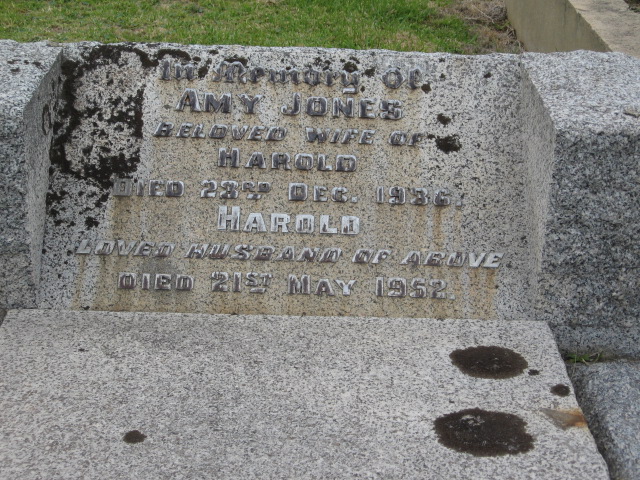 In Memory of
AMY JONES
BELOVED WIFE OF
HAROLD
DIED 23RD DEC. 1936.
HAROLD
LOVED HUSBAND OF ABOVE
DIED 21ST MAY 1952.